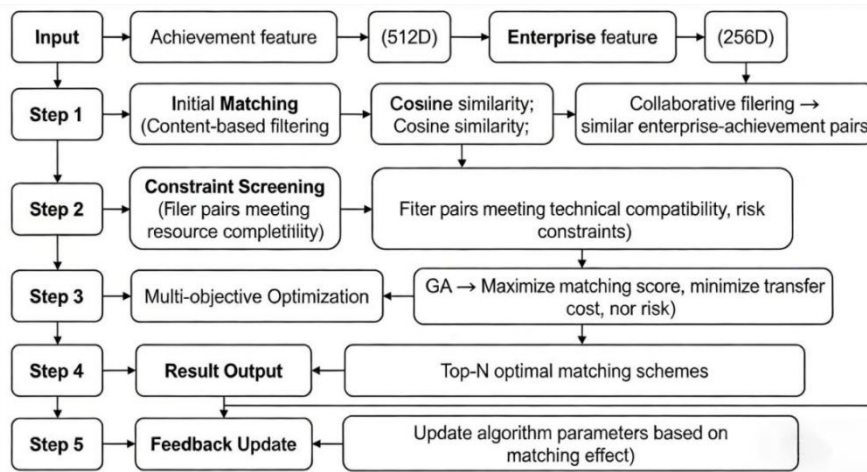 Input
Achievement feature
(512D)
Enterprise feature
(256D)
Step 1
Initial Matching
(Content-based filtering
Cosiine similarity;
Cosine similarity;
Collaborative filering →
similar enterprise-achievement pairs
Step 2
Constraint Screening
(Filer pairs meeting
resource completility)
Fiter pairs meeting technical compatibility, risk
constraints)
Step 3
Multi-objective Optimization
GA → Maximize matching score, minimize transfer
cost, nor risk)
Step 4
Result Output
Top-N optimal matching schemes
Step 5
Feedback Update
Update algorithm parameters based on
matching effect)